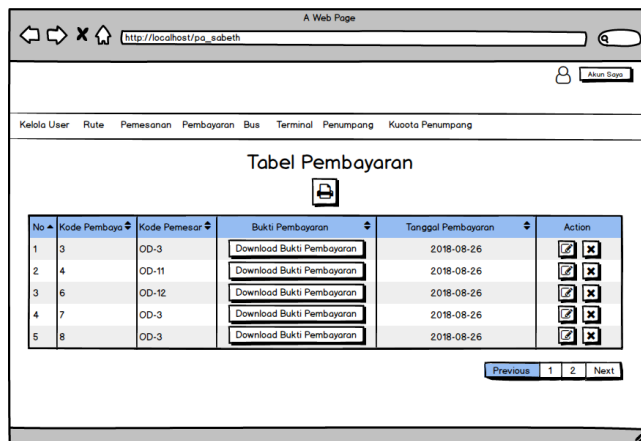 A Web Page
http://localhost/pa_sabeth
Akun Saya
Kelola User Rute Pemesanan Pembayaran Bus Terminal Penumpang Kuoota Penumpang
Tabel Pembayaran
No Kode Pembaya Kode Pemesar Bukti Pembayaran Tanggal Pembayaran Action
1 3 OD-3 Download Bukti Pembayaran 2018-08-26
2 4 OD-11 Download Bukti Pembayaran 2018-08-26
3 6 OD-12 Download Bukti Pembayaran 2018-08-26
4 7 OD-3 Download Bukti Pembayaran 2018-08-26
5 8 OD-3 Download Bukti Pembayaran 2018-08-26
Previous 1 2 Next